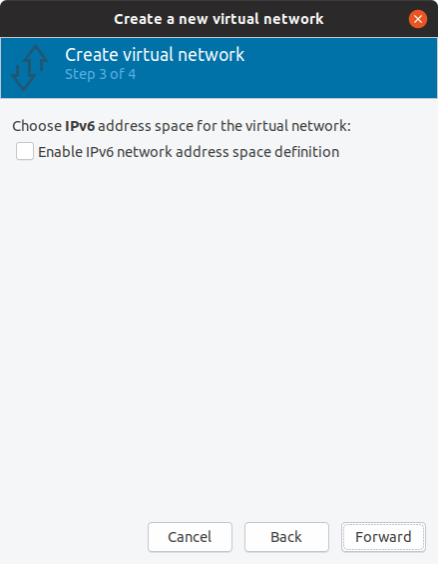 Create a new virtual network
Create virtual network
Step 3 of 4
Choose IPv6 address space for the virtual network:
Enable IPv6 network address space definition
Cancel
Back
Forward